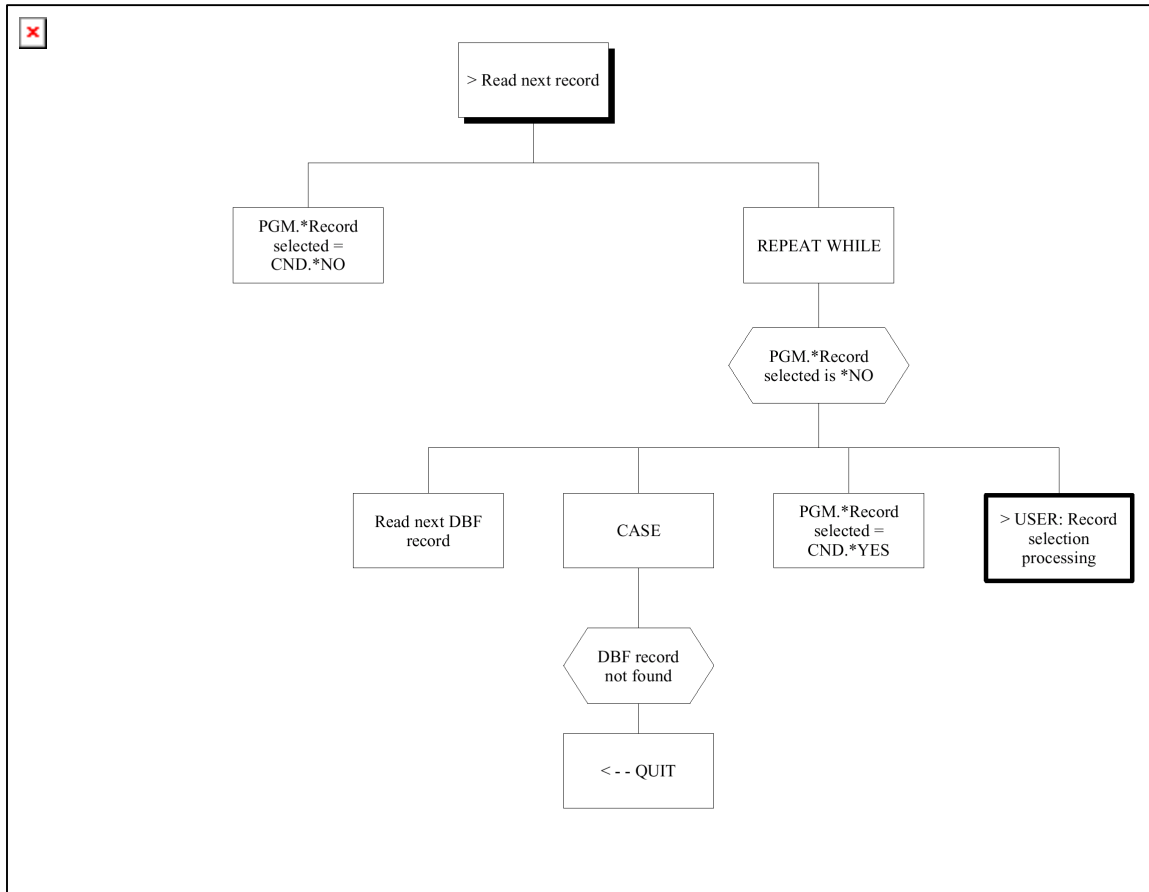 > Read next record
PGM.*Record
selected =
CND.*NO
REPEAT WHILE
PGM.*Record
selected is *NO
Read next DBF
record
CASE
PGM.*Record
selected =
CND.*YES
> USER: Record
selection
processing
DBF record
not found
< - - QUIT